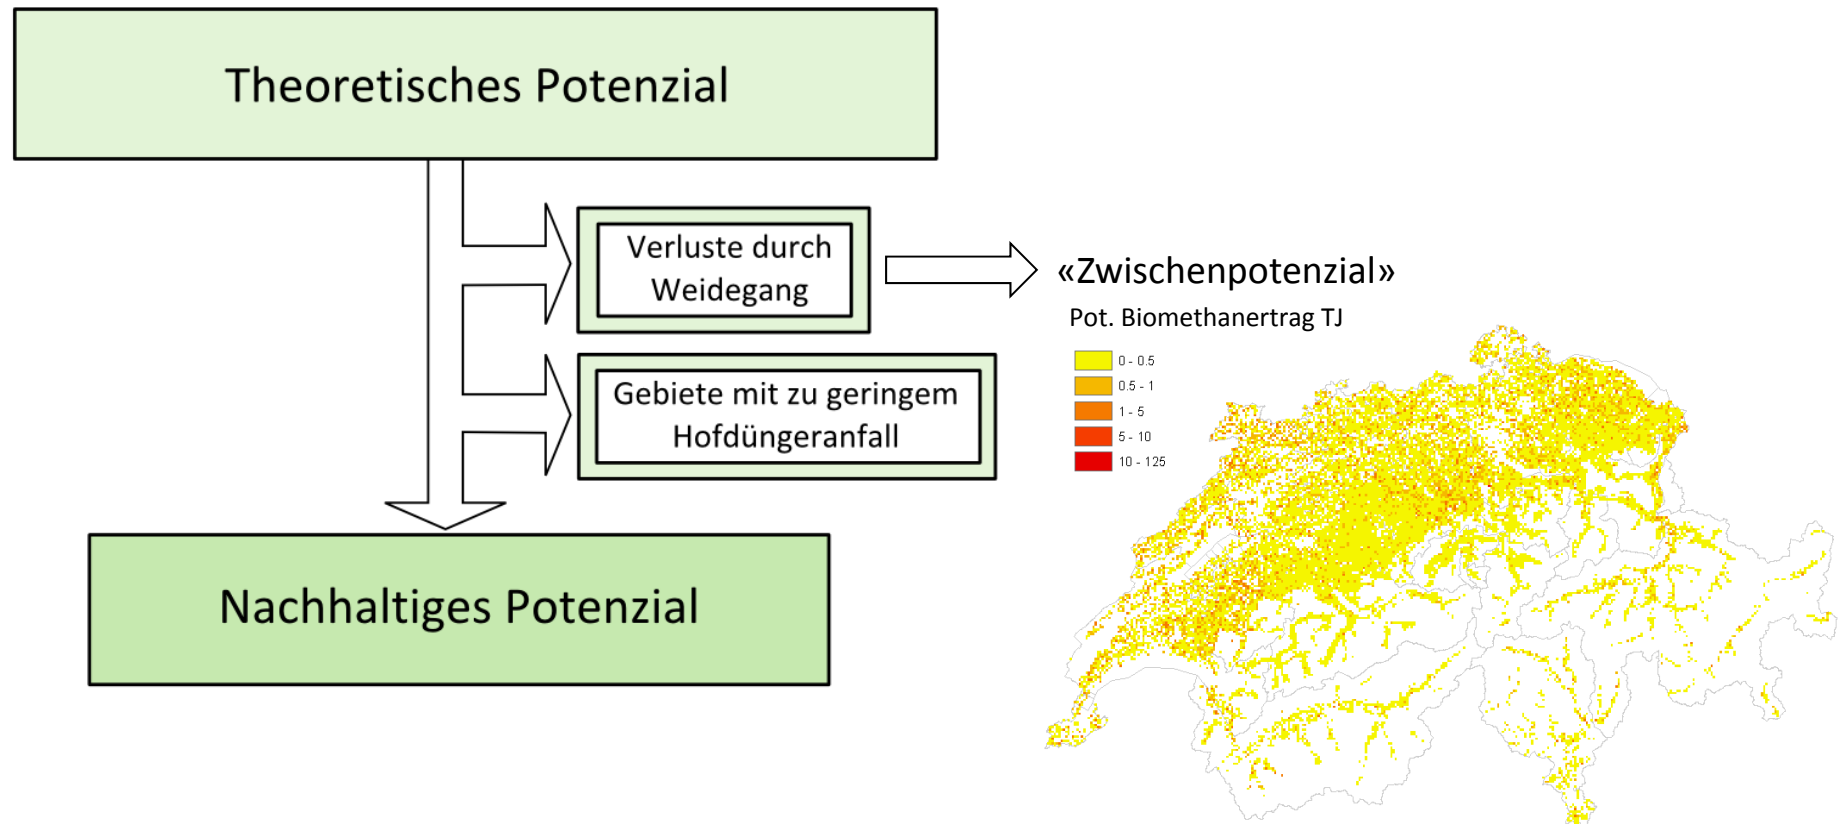 Theoretisches Potenzial
Verluste durch
Weidegang
«Zwischenpotenzial»
Pot. Biomethanertrag TJ
0 - 0.5
0.5 - 1
1 - 5
5 - 10
10 - 125
Gebiete mit zu geringem
Hofdüngeranfall
Nachhaltiges Potenzial